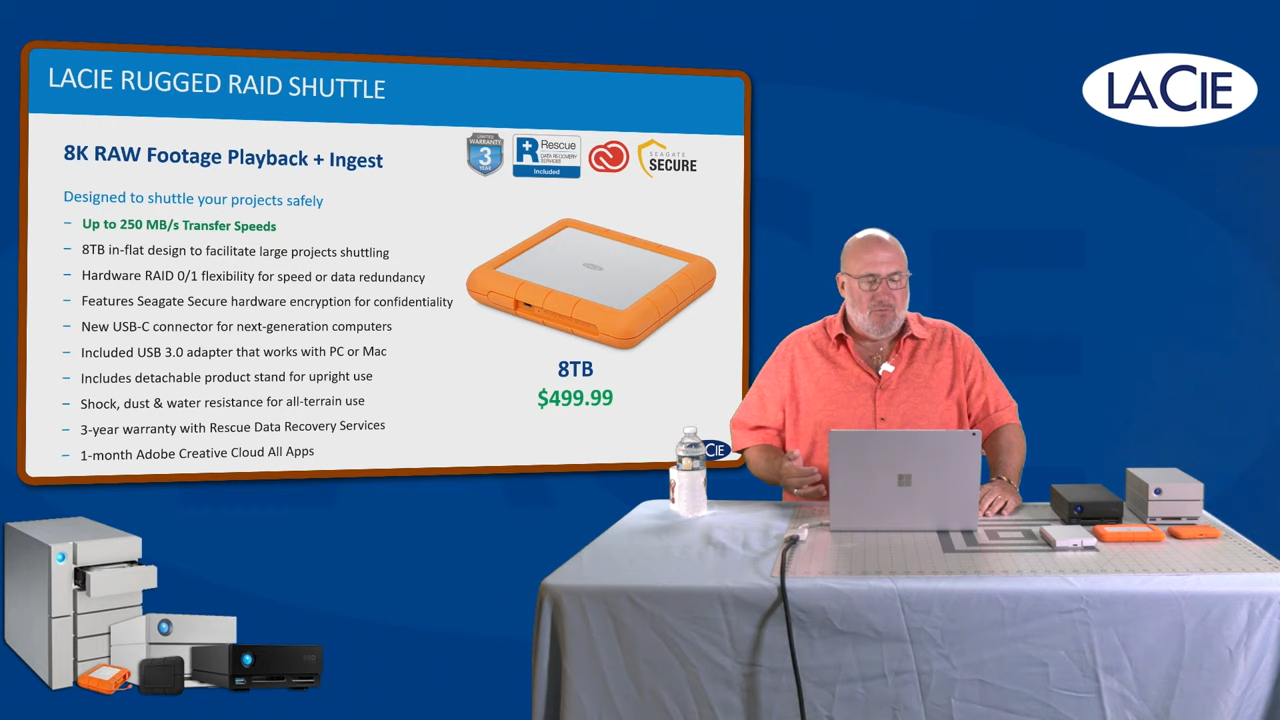 LACIE RUGGED RAID SHUTTLE
LACIE
8K RAW Footage Playback + Ingest
LIMITED
WARRANTY
3
YEAR
Rescue
DATA RECOVERY
SERVICES
Included
SEAGATE
SECURE
Designed to shuttle your projects safely
– Up to 250 MB/s Transfer Speeds
– 8TB in-flat design to facilitate large projects shuttling
– Hardware RAID 0/1 flexibility for speed or data redundancy
– Features Seagate Secure hardware encryption for confidentiality
– New USB-C connector for next-generation computers
– Included USB 3.0 adapter that works with PC or Mac
– Includes detachable product stand for upright use
– Shock, dust & water resistance for all-terrain use
– 3-year warranty with Rescue Data Recovery Services
– 1-month Adobe Creative Cloud All Apps
8TB
$499.99
CIE